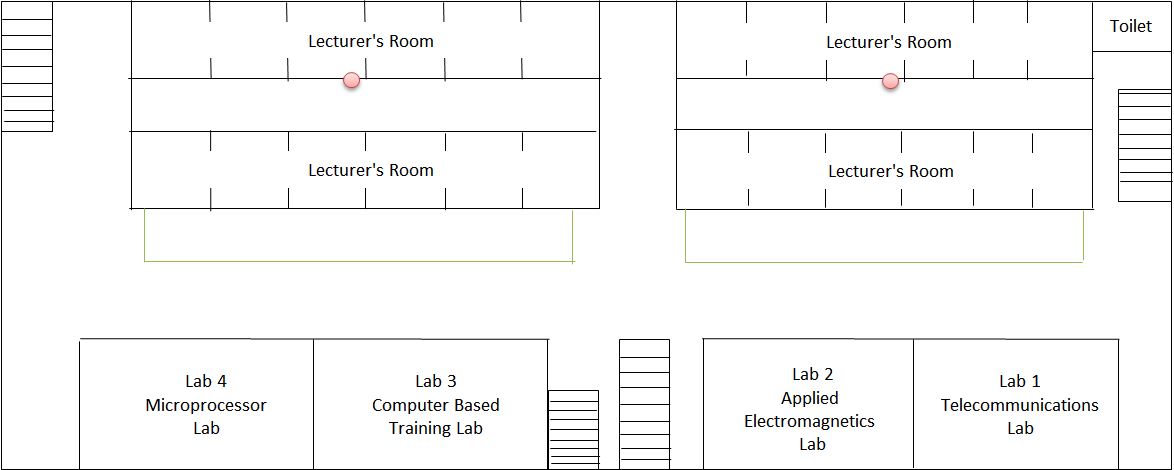 Toilet
Lecturer's Room
Lecturer's Room
Lecturer's Room
Lecturer's Room
Lab 4
Microprocessor
Lab
Lab 3
Computer Based
Training Lab
Lab 2
Applied
Electromagnetics
Lab
Lab 1
Telecommunications
Lab